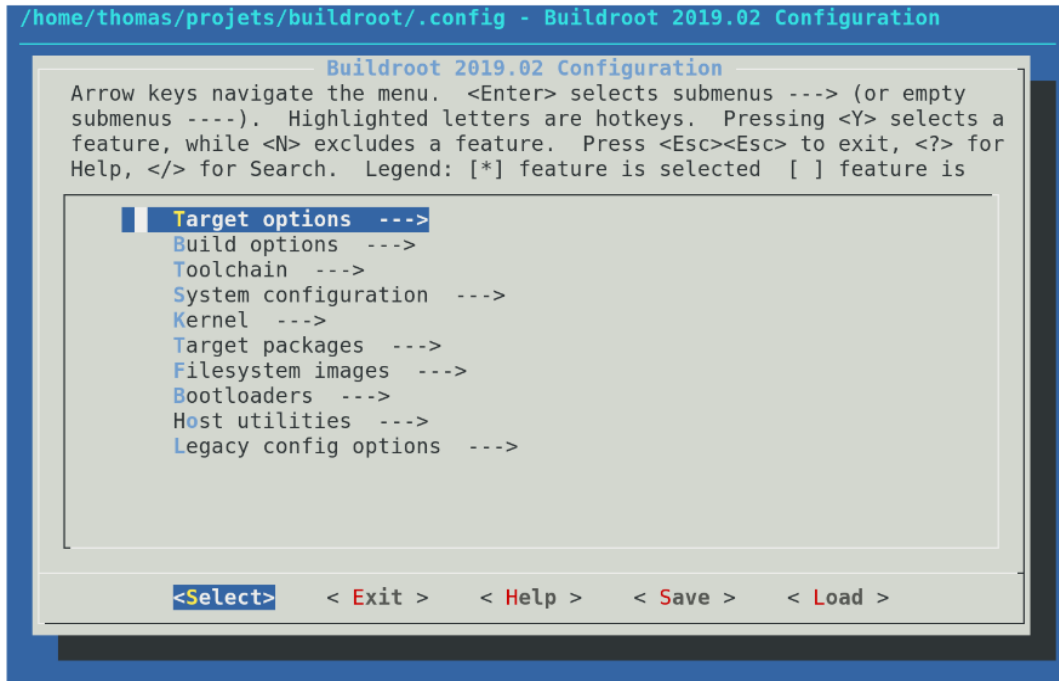 /home/thomas/projets/buildroot/.config - Buildroot 2019.02 Configuration
Buildroot 2019.02 Configuration
Arrow keys navigate the menu.  <Enter> selects submenus ---> (or empty
submenus ----).  Highlighted letters are hotkeys.  Pressing <Y> selects a
feature, while <N> excludes a feature.  Press <Esc><Esc> to exit, <?> for
Help, </> for Search.  Legend: [*] feature is selected  [ ] feature is
Target options  --->
Build options  --->
Toolchain  --->
System configuration  --->
Kernel  --->
Target packages  --->
Filesystem images  --->
Bootloaders  --->
Host utilities  --->
Legacy config options  --->
<Select>    < Exit >    < Help >    < Save >    < Load >